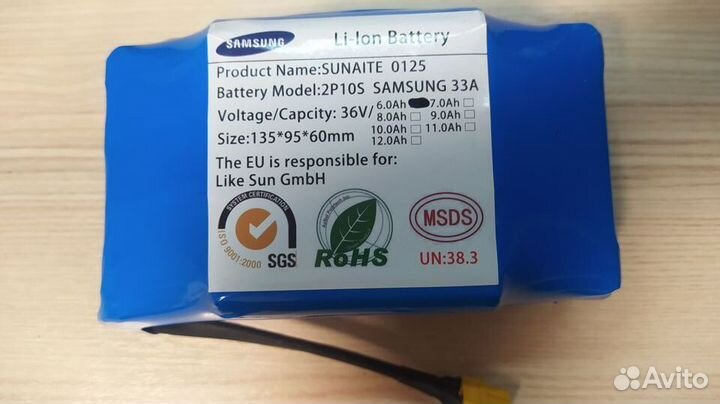 SAMSUNG Li-Ion Battery
Product Name:SUNAITE 0125
Battery Model:2P10S SAMSUNG 33A
Voltage/Capcity: 36V/ 6.0Ah 7.0Ah
8.0Ah 9.0Ah
10.0Ah 11.0Ah
12.0Ah
Size:135*95*60mm
The EU is responsible for:
Like Sun GmbH
SYSTEM CERTIFICATION
ISO 9001:2000
SGS
RoHS
MSDS
UN:38.3
Avito